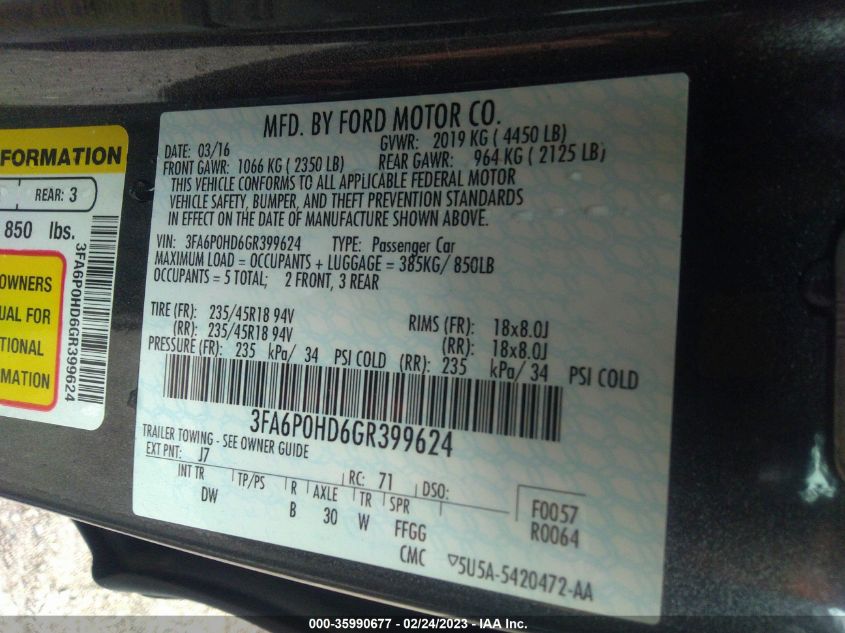 MFD. BY FORD MOTOR CO.
DATE: 03/16
GVWR: 2019 KG ( 4450 LB)
FRONT GAWR: 1066 KG ( 2350 LB)
REAR GAWR: 964 KG ( 2125 LB)
THIS VEHICLE CONFORMS TO ALL APPLICABLE FEDERAL MOTOR
VEHICLE SAFETY, BUMPER, AND THEFT PREVENTION STANDARDS
IN EFFECT ON THE DATE OF MANUFACTURE SHOWN ABOVE.
VIN: 3FA6P0HD6GR399624 TYPE: Passenger Car
MAXIMUM LOAD = OCCUPANTS + LUGGAGE = 385KG/ 850LB
OCCUPANTS = 5 TOTAL; 2 FRONT, 3 REAR
TIRE (FR): 235/45R18 94V RIMS (FR): 18x8.0J
(RR): 235/45R18 94V (RR): 18x8.0J
PRESSURE (FR): 235 kPa/ 34 PSI COLD (RR): 235 kPa/ 34 PSI COLD
3FA6P0HD6GR399624
TRAILER TOWING - SEE OWNER GUIDE
EXT PNT: J7 RC: 71 DSO:
INT TR TP/PS R AXLE TR SPR
DW B 30 W FFGG
CMC
F0057
R0064
5U5A-5420472-AA
FORMATION
REAR: 3
850 lbs.
OWNERS
UAL FOR
TIONAL
RMATION
3FA6P0HD6GR399624
000-35990677 - 02/24/2023 - IAA Inc.